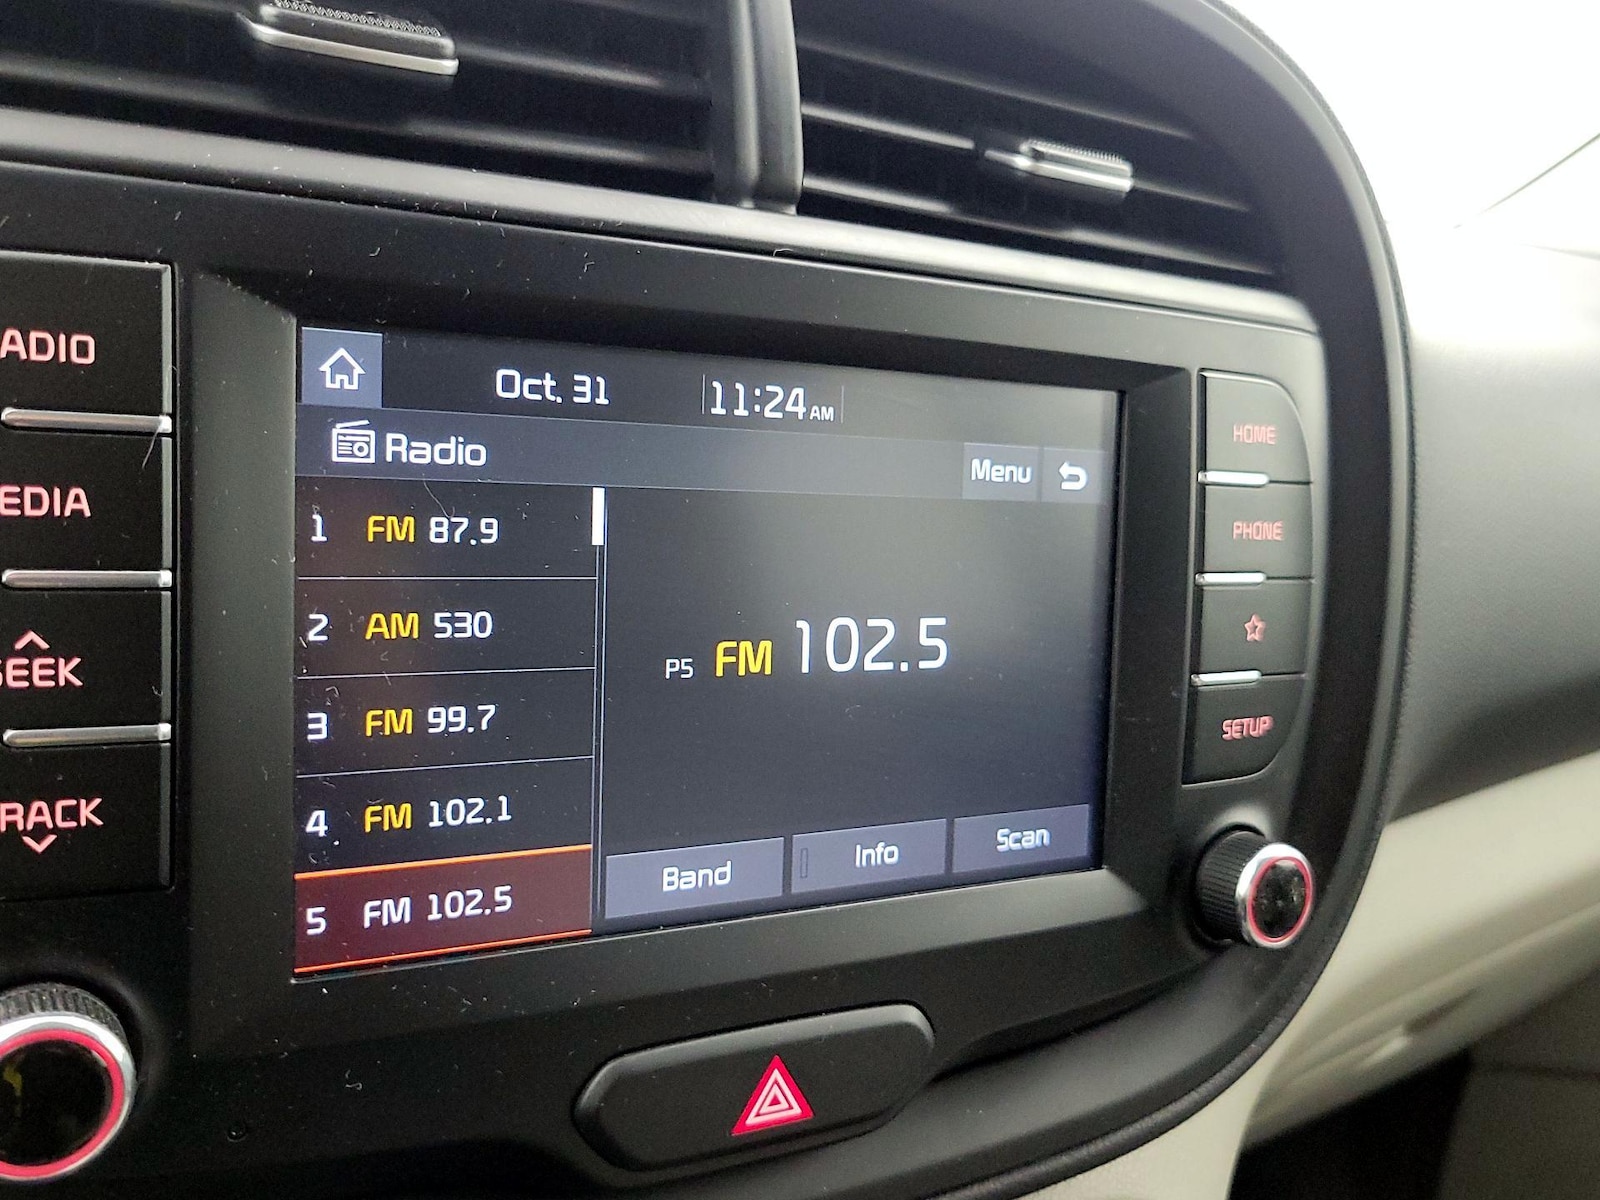 ADIO
EDIA
SEEK
RACK
Oct. 31 11:24 AM
Radio Menu
1 FM 87.9
2 AM 530
3 FM 99.7
4 FM 102.1
5 FM 102.5
P5 FM 102.5
Band Info Scan
HOME
PHONE
SETUP